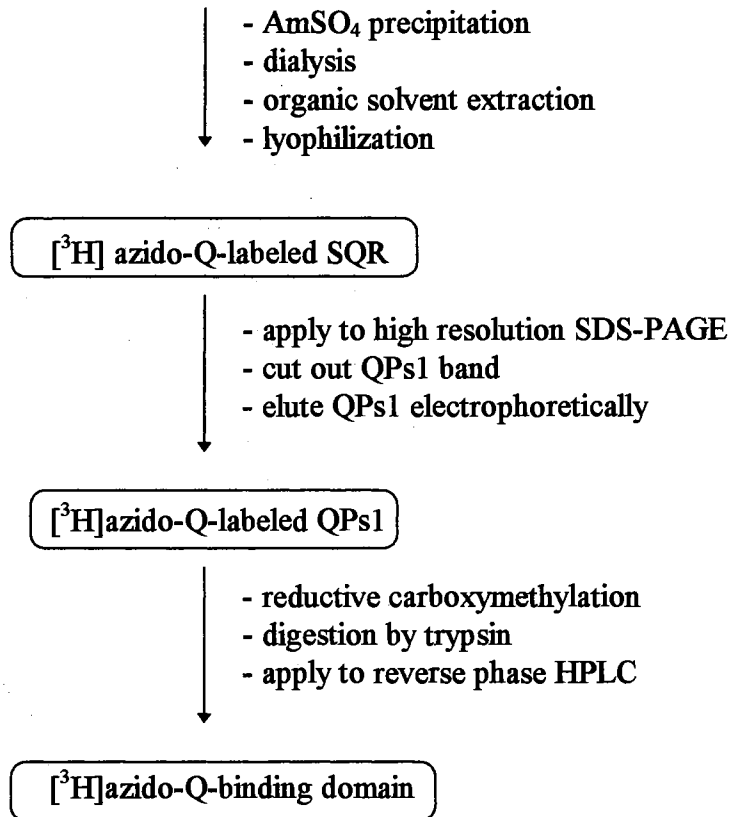 - AmSO₄ precipitation
- dialysis
- organic solvent extraction
- lyophilization
[³H] azido-Q-labeled SQR
- apply to high resolution SDS-PAGE
- cut out QPs1 band
- elute QPs1 electrophoretically
[³H]azido-Q-labeled QPs1
- reductive carboxymethylation
- digestion by trypsin
- apply to reverse phase HPLC
[³H]azido-Q-binding domain